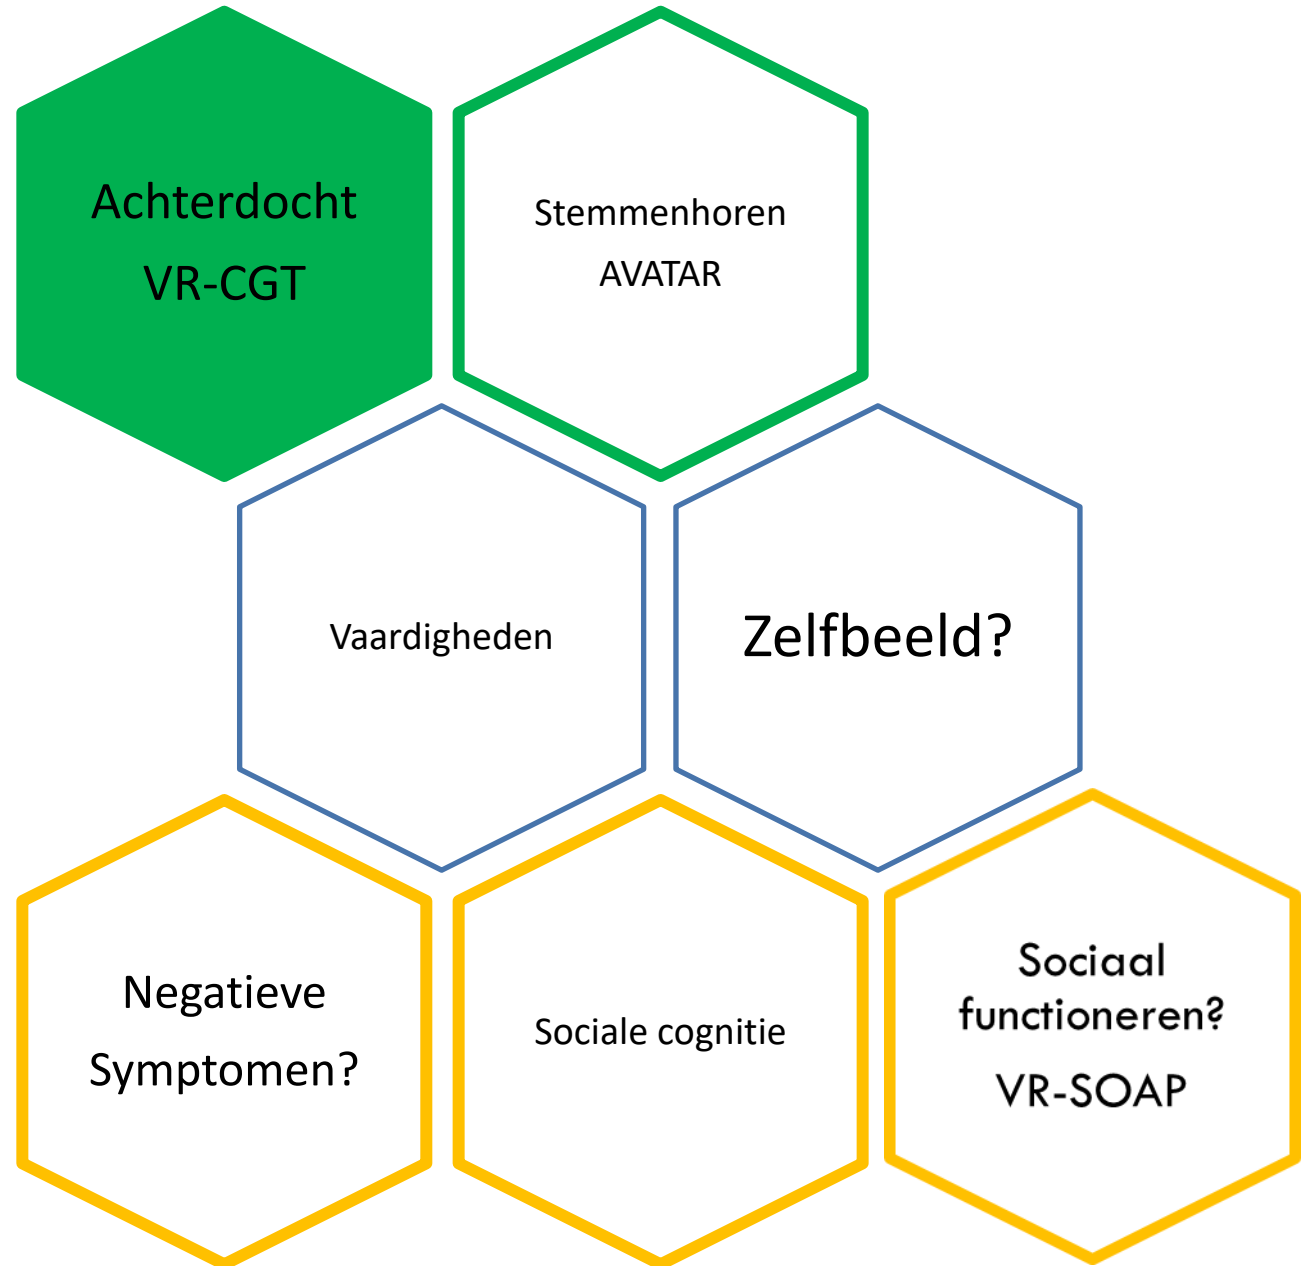 Achterdocht
VR-CGT
Stemmenhoren
AVATAR
Vaardigheden
Zelfbeeld?
Negatieve
Symptomen?
Sociale cognitie
Sociaal
functioneren?
VR-SOAP